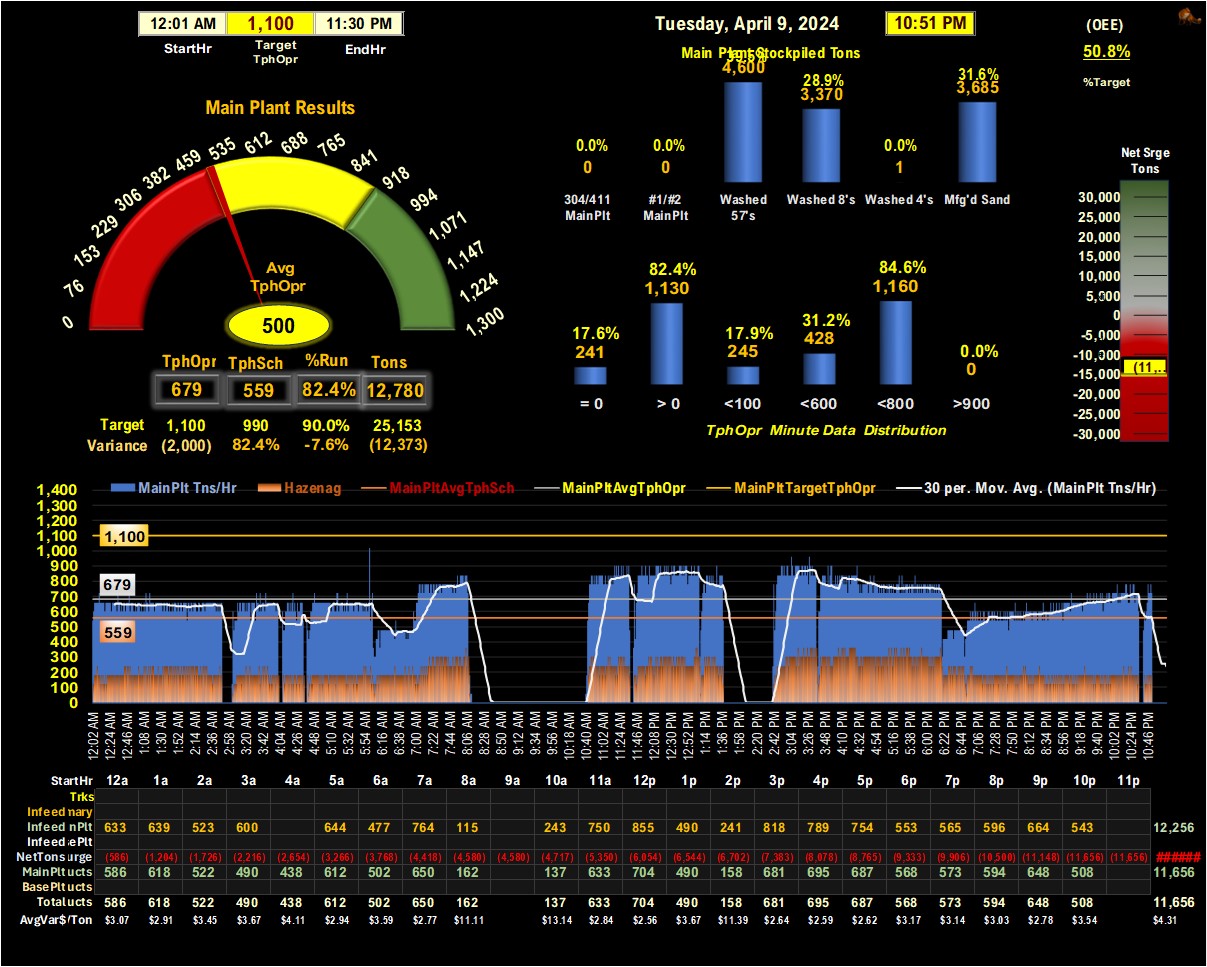 12:01 AM 1,100 11:30 PM
StartHr Target TphOpr EndHr
Tuesday, April 9, 2024 10:51 PM
(OEE)
50.8%
%Target
Main Plant Stockpiled Tons
4,600 28.9% 3,370 31.6% 3,685
0.0% 0.0% 0.0%
0 0 1
304/411 MainPlt #1/#2 MainPlt Washed 57's Washed 8's Washed 4's Mfg'd Sand
Main Plant Results
0 76 153 229 306 382 459 535 612 688 765 841 918 994 1,071 1,147 1,224 1,300
Avg
TphOpr
500
TphOpr TphSch %Run Tons
679 559 82.4% 12,780
Target 1,100 990 90.0% 25,153
Variance (2,000) 82.4% -7.6% (12,373)
17.6% 82.4% 17.9% 31.2% 84.6% 0.0%
241 1,130 245 428 1,160 0
= 0 > 0 <100 <600 <800 >900
TphOpr Minute Data Distribution
Net Srge
Tons
30,000
25,000
20,000
15,000
10,000
5,000
0
-5,000
-10,000
(11,..
-15,000
-20,000
-25,000
-30,000
MainPlt Tns/Hr Hazenag MainPltAvgTphSch MainPltAvgTphOpr MainPltTargetTphOpr 30 per. Mov. Avg. (MainPlt Tns/Hr)
1,400
1,300
1,200
1,100
1,000
900
800
700
600
500
400
300
200
100
0
1,100
679
559
12:02 AM 12:24 AM 12:46 AM 1:08 AM 1:30 AM 1:52 AM 2:14 AM 2:36 AM 2:58 AM 3:20 AM 3:42 AM 4:04 AM 4:26 AM 4:48 AM 5:10 AM 5:32 AM 5:54 AM 6:16 AM 6:38 AM 7:00 AM 7:22 AM 7:44 AM 8:06 AM 8:28 AM 8:50 AM 9:12 AM 9:34 AM 9:56 AM 10:18 AM 10:40 AM 11:02 AM 11:24 AM 11:46 AM 12:08 PM 12:30 PM 12:52 PM 1:14 PM 1:36 PM 1:58 PM 2:20 PM 2:42 PM 3:04 PM 3:26 PM 3:48 PM 4:10 PM 4:32 PM 4:54 PM 5:16 PM 5:38 PM 6:00 PM 6:22 PM 6:44 PM 7:06 PM 7:28 PM 7:50 PM 8:12 PM 8:34 PM 8:56 PM 9:18 PM 9:40 PM 10:02 PM 10:24 PM 10:46 PM
StartHr 12a 1a 2a 3a 4a 5a 6a 7a 8a 9a 10a 11a 12p 1p 2p 3p 4p 5p 6p 7p 8p 9p 10p 11p
Trks
Infeed mary
Infeed nPlt 633 639 523 600 644 477 764 115 243 750 855 490 241 818 789 754 553 565 596 664 543 12,256
Infeed ePlt
NetTons urge (586) (1,204) (1,726) (2,216) (2,654) (3,266) (3,768) (4,418) (4,580) (4,580) (4,717) (5,350) (6,054) (6,544) (6,702) (7,383) (8,078) (8,765) (9,333) (9,906) (10,500) (11,148) (11,656) (11,656) ######
MainPl ucts 586 618 522 490 438 612 502 650 162 137 633 704 490 158 681 695 687 568 573 594 648 508 11,656
BasePlt ucts
Total ucts 586 618 522 490 438 612 502 650 162 137 633 704 490 158 681 695 687 568 573 594 648 508 11,656
AvgVar$/Ton $3.07 $2.91 $3.45 $3.67 $4.11 $2.94 $3.59 $2.77 $11.11 $13.14 $2.84 $2.56 $3.67 $11.39 $2.64 $2.59 $2.62 $3.17 $3.14 $3.03 $2.78 $3.54 $4.31